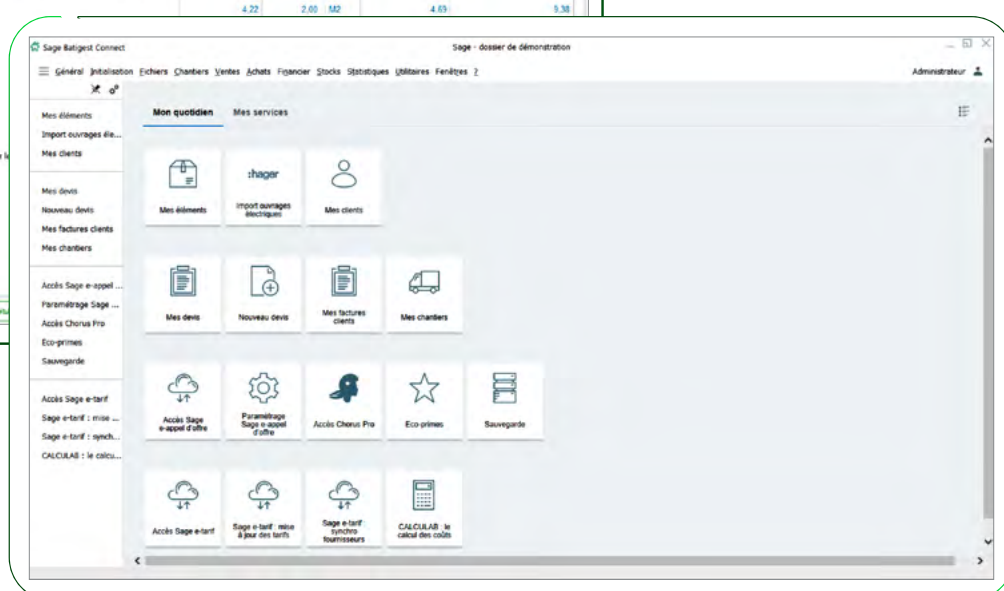 4.22 2,00 M2 4.69 9.38
Sage Batigest Connect
Sage - dossier de démonstration
Général Initialisation Fichiers Chantiers Ventes Achats Financier Stocks Statistiques Utilitaires Fenêtres ?
Administrateur
Mes éléments
Import ouvrages éle...
Mes clients
Mes devis
Nouveau devis
Mes factures clients
Mes chantiers
Accès Sage e-appel ...
Paramétrage Sage ...
Accès Chorus Pro
Eco-primes
Sauvegarde
Accès Sage e-tarif
Sage e-tarif : mise ...
Sage e-tarif : synch...
CALCULAB : le calcu...
Mon quotidien Mes services
:hager
Mes éléments
Import ouvrages
électriques
Mes clients
Mes devis
Nouveau devis
Mes factures
clients
Mes chantiers
Accès Sage
e-appel d'offre
Paramétrage
Sage e-appel
d'offre
Accès Chorus Pro
Eco-primes
Sauvegarde
Accès Sage e-tarif
Sage e-tarif : mise
à jour des tarifs
Sage e-tarif
synchro
fournisseurs
CALCULAB : le
calcul des coûts